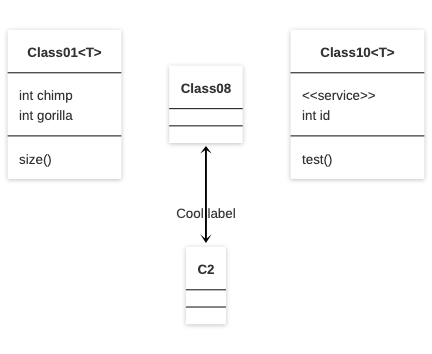 Class01<T>
int chimp
int gorilla
size()
Class08
Cool label
C2
Class10<T>
<<service>>
int id
test()